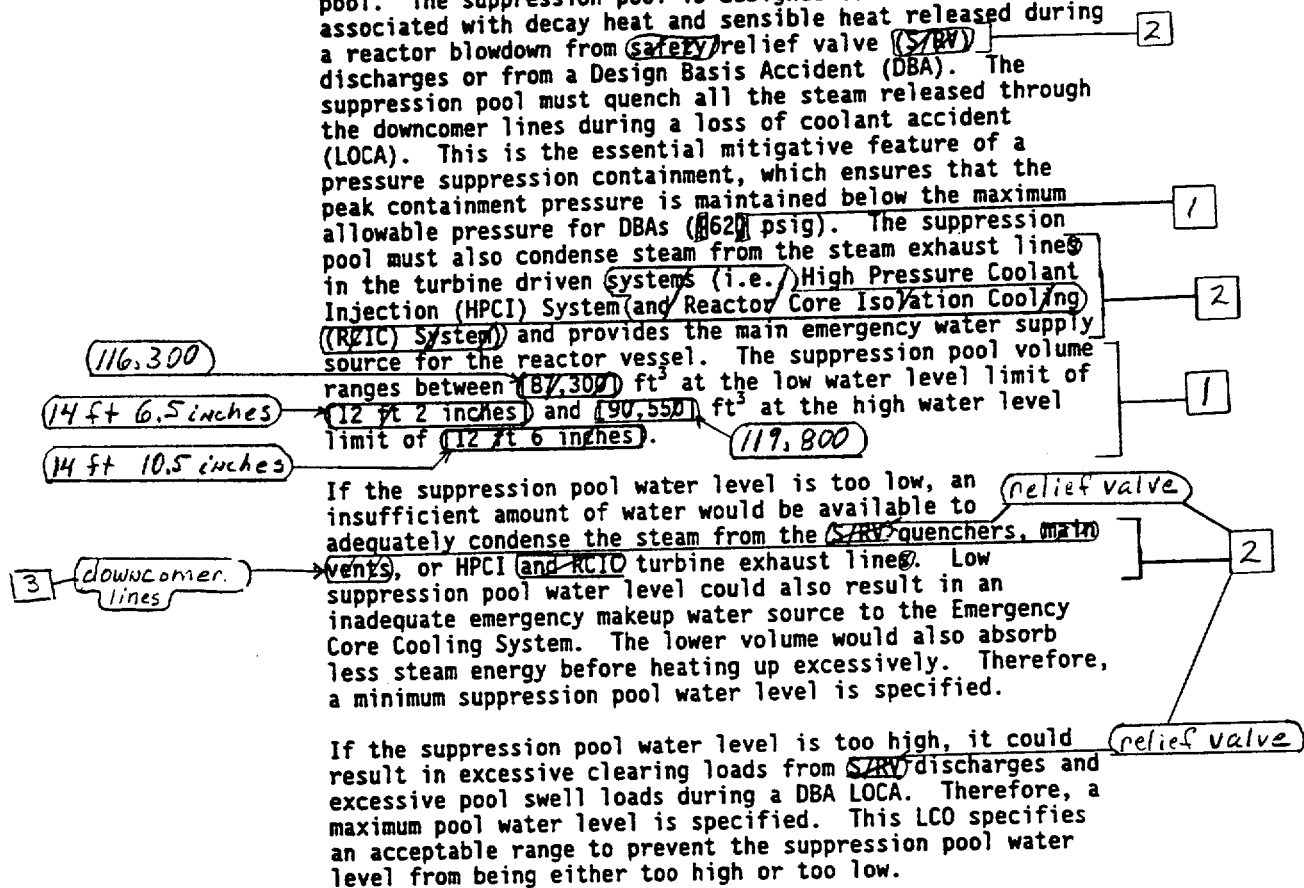 associated with decay heat and sensible heat released during
a reactor blowdown from safety/relief valve (S/RV)
2
discharges or from a Design Basis Accident (DBA). The
suppression pool must quench all the steam released through
the downcomer lines during a loss of coolant accident
(LOCA). This is the essential mitigative feature of a
pressure suppression containment, which ensures that the
peak containment pressure is maintained below the maximum
1
allowable pressure for DBAs (62 psig). The suppression
pool must also condense steam from the steam exhaust lines
in the turbine driven systems (i.e., High Pressure Coolant
Injection (HPCI) System and Reactor Core Isolation Cooling
2
(RCIC) System) and provides the main emergency water supply
116,300
source for the reactor vessel. The suppression pool volume
ranges between [87,300] ft³ at the low water level limit of
14 ft 6.5 inches
[12 ft 2 inches] and [90,550] ft³ at the high water level
1
limit of [12 ft 6 inches].
119,800
14 ft 10.5 inches
If the suppression pool water level is too low, an
relief valve
insufficient amount of water would be available to
adequately condense the steam from the S/RV quenchers, main
3
downcomer
lines
vents, or HPCI and RCIC turbine exhaust lines. Low
2
suppression pool water level could also result in an
inadequate emergency makeup water source to the Emergency
Core Cooling System. The lower volume would also absorb
less steam energy before heating up excessively. Therefore,
a minimum suppression pool water level is specified.
If the suppression pool water level is too high, it could
relief valve
result in excessive clearing loads from S/RV discharges and
excessive pool swell loads during a DBA LOCA. Therefore, a
maximum pool water level is specified. This LCO specifies
an acceptable range to prevent the suppression pool water
level from being either too high or too low.